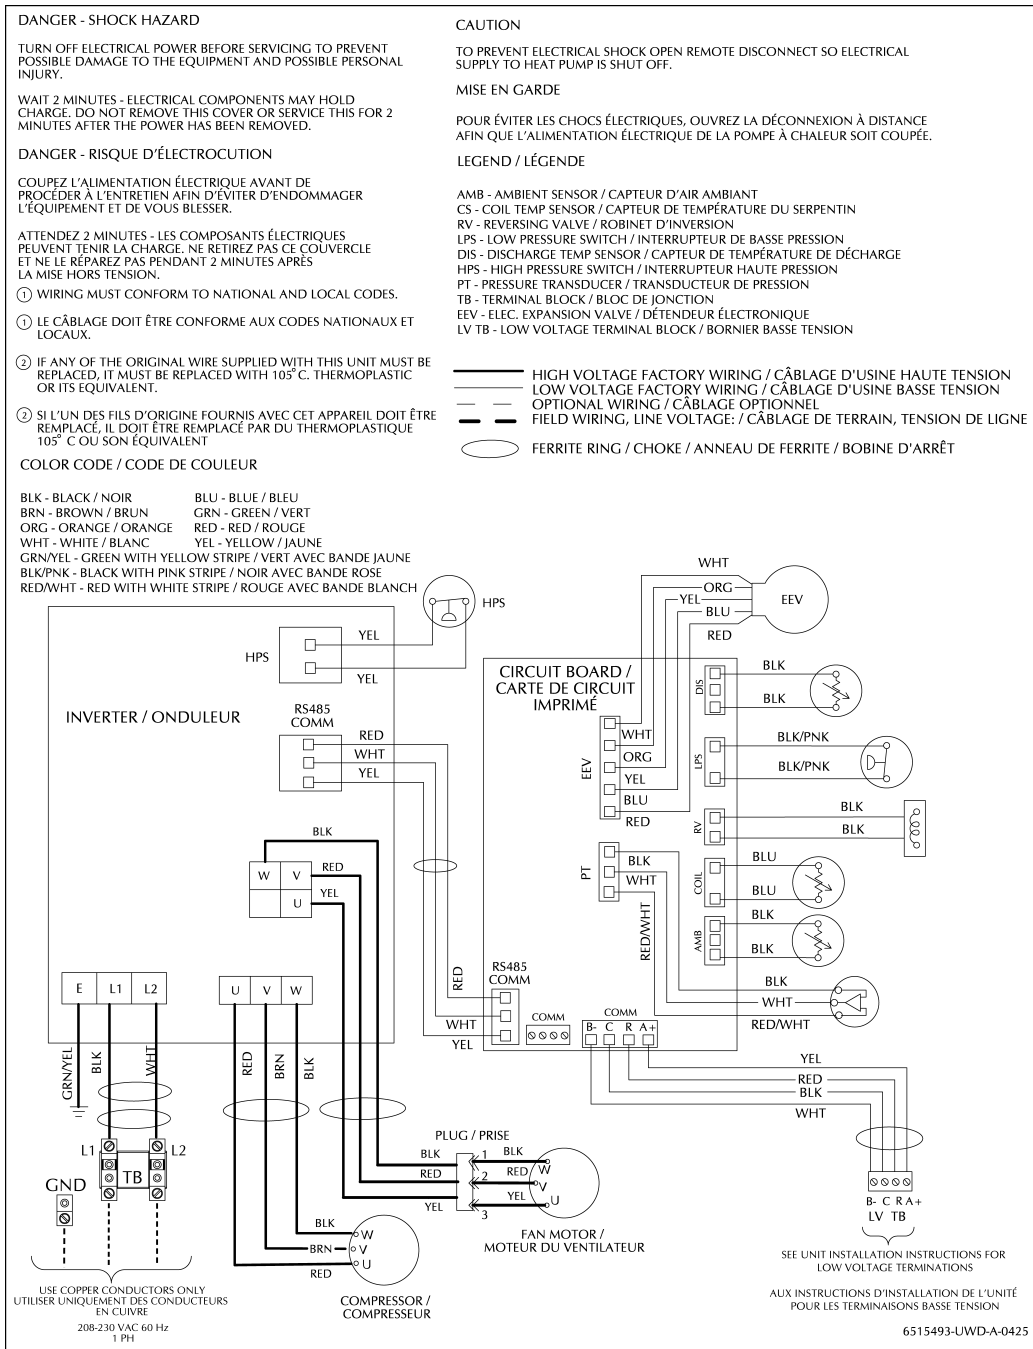 DANGER - SHOCK HAZARD
TURN OFF ELECTRICAL POWER BEFORE SERVICING TO PREVENT
POSSIBLE DAMAGE TO THE EQUIPMENT AND POSSIBLE PERSONAL
INJURY.
WAIT 2 MINUTES - ELECTRICAL COMPONENTS MAY HOLD
CHARGE. DO NOT REMOVE THIS COVER OR SERVICE THIS FOR 2
MINUTES AFTER THE POWER HAS BEEN REMOVED.
DANGER - RISQUE D'ÉLECTROCUTION
COUPEZ L'ALIMENTATION ÉLECTRIQUE AVANT DE
PROCÉDER À L'ENTRETIEN AFIN D'ÉVITER D'ENDOMMAGER
L'ÉQUIPEMENT ET DE VOUS BLESSER.
ATTENDEZ 2 MINUTES - LES COMPOSANTS ÉLECTRIQUES
PEUVENT TENIR LA CHARGE. NE RETIREZ PAS CE COUVERCLE
ET NE LE RÉPAREZ PAS PENDANT 2 MINUTES APRÈS
LA MISE HORS TENSION.
1 WIRING MUST CONFORM TO NATIONAL AND LOCAL CODES.
1 LE CÂBLAGE DOIT ÊTRE CONFORME AUX CODES NATIONAUX ET
LOCAUX.
2 IF ANY OF THE ORIGINAL WIRE SUPPLIED WITH THIS UNIT MUST BE
REPLACED, IT MUST BE REPLACED WITH 105° C. THERMOPLASTIC
OR ITS EQUIVALENT.
2 SI L'UN DES FILS D'ORIGINE FOURNIS AVEC CET APPAREIL DOIT ÊTRE
REMPLACÉ, IL DOIT ÊTRE REMPLACÉ PAR DU THERMOPLASTIQUE
105° C OU SON ÉQUIVALENT
COLOR CODE / CODE DE COULEUR
BLK - BLACK / NOIR BLU - BLUE / BLEU
BRN - BROWN / BRUN GRN - GREEN / VERT
ORG - ORANGE / ORANGE RED - RED / ROUGE
WHT - WHITE / BLANC YEL - YELLOW / JAUNE
GRN/YEL - GREEN WITH YELLOW STRIPE / VERT AVEC BANDE JAUNE
BLK/PNK - BLACK WITH PINK STRIPE / NOIR AVEC BANDE ROSE
RED/WHT - RED WITH WHITE STRIPE / ROUGE AVEC BANDE BLANCH
CAUTION
TO PREVENT ELECTRICAL SHOCK OPEN REMOTE DISCONNECT SO ELECTRICAL
SUPPLY TO HEAT PUMP IS SHUT OFF.
MISE EN GARDE
POUR ÉVITER LES CHOCS ÉLECTRIQUES, OUVREZ LA DÉCONNEXION À DISTANCE
AFIN QUE L'ALIMENTATION ÉLECTRIQUE DE LA POMPE À CHALEUR SOIT COUPÉE.
LEGEND / LÉGENDE
AMB - AMBIENT SENSOR / CAPTEUR D'AIR AMBIANT
CS - COIL TEMP SENSOR / CAPTEUR DE TEMPÉRATURE DU SERPENTIN
RV - REVERSING VALVE / ROBINET D'INVERSION
LPS - LOW PRESSURE SWITCH / INTERRUPTEUR DE BASSE PRESSION
DIS - DISCHARGE TEMP SENSOR / CAPTEUR DE TEMPÉRATURE DE DÉCHARGE
HPS - HIGH PRESSURE SWITCH / INTERRUPTEUR HAUTE PRESSION
PT - PRESSURE TRANSDUCER / TRANSDUCTEUR DE PRESSION
TB - TERMINAL BLOCK / BLOC DE JONCTION
EEV - ELEC. EXPANSION VALVE / DÉTENDEUR ÉLECTRONIQUE
LV TB - LOW VOLTAGE TERMINAL BLOCK / BORNIER BASSE TENSION
HIGH VOLTAGE FACTORY WIRING / CÂBLAGE D'USINE HAUTE TENSION
LOW VOLTAGE FACTORY WIRING / CÂBLAGE D'USINE BASSE TENSION
OPTIONAL WIRING / CÂBLAGE OPTIONNEL
FIELD WIRING, LINE VOLTAGE: / CÂBLAGE DE TERRAIN, TENSION DE LIGNE
FERRITE RING / CHOKE / ANNEAU DE FERRITE / BOBINE D'ARRÊT
INVERTER / ONDULEUR
HPS
YEL
YEL
HPS
RS485
COMM
RED
WHT
YEL
BLK
W V
U
RED
YEL
E L1 L2
U V W
GRN/YEL
BLK
WHT
RED
BRN
BLK
L1
L2
TB
GND
USE COPPER CONDUCTORS ONLY
UTILISER UNIQUEMENT DES CONDUCTEURS
EN CUIVRE
208-230 VAC 60 Hz
1 PH
BLK
BRN
RED
W
V
U
COMPRESSOR /
COMPRESSEUR
PLUG / PRISE
BLK
RED
YEL
1
2
3
BLK
RED
YEL
W
V
U
FAN MOTOR /
MOTEUR DU VENTILATEUR
WHT
ORG
YEL
BLU
RED
EEV
CIRCUIT BOARD /
CARTE DE CIRCUIT
IMPRIMÉ
EEV
WHT
ORG
YEL
BLU
RED
PT
BLK
WHT
RED/WHT
DIS
BLK
BLK
LPS
BLK/PNK
BLK/PNK
RV
BLK
BLK
COIL
BLU
BLU
AMB
BLK
BLK
BLK
WHT
RED/WHT
RS485
COMM
RED
WHT
YEL
COMM
COMM
B- C R A+
YEL
RED
BLK
WHT
B- C R A+
LV TB
SEE UNIT INSTALLATION INSTRUCTIONS FOR
LOW VOLTAGE TERMINATIONS
AUX INSTRUCTIONS D'INSTALLATION DE L'UNITÉ
POUR LES TERMINAISONS BASSE TENSION
6515493-UWD-A-0425